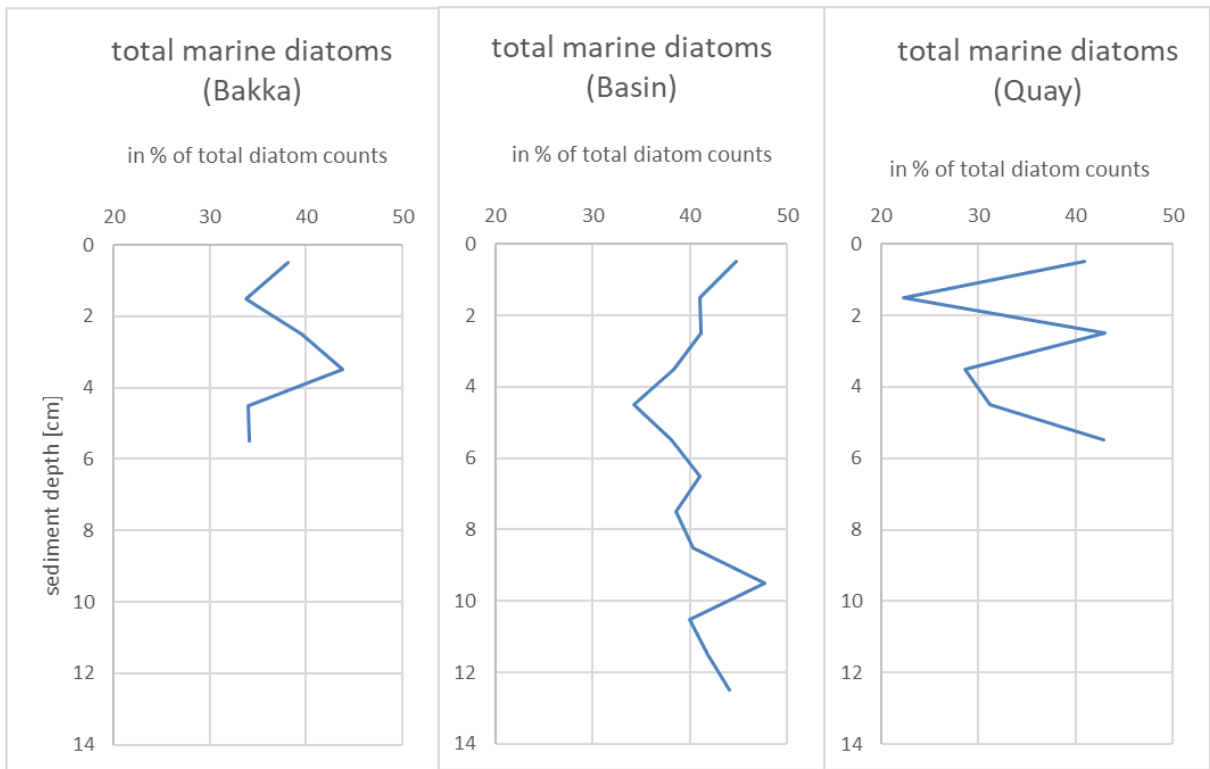 total marine diatoms
(Bakka)
in % of total diatom counts
20 30 40 50
0
2
4
6
8
10
12
14
sediment depth [cm]
total marine diatoms
(Basin)
in % of total diatom counts
20 30 40 50
0
2
4
6
8
10
12
14
total marine diatoms
(Quay)
in % of total diatom counts
20 30 40 50
0
2
4
6
8
10
12
14